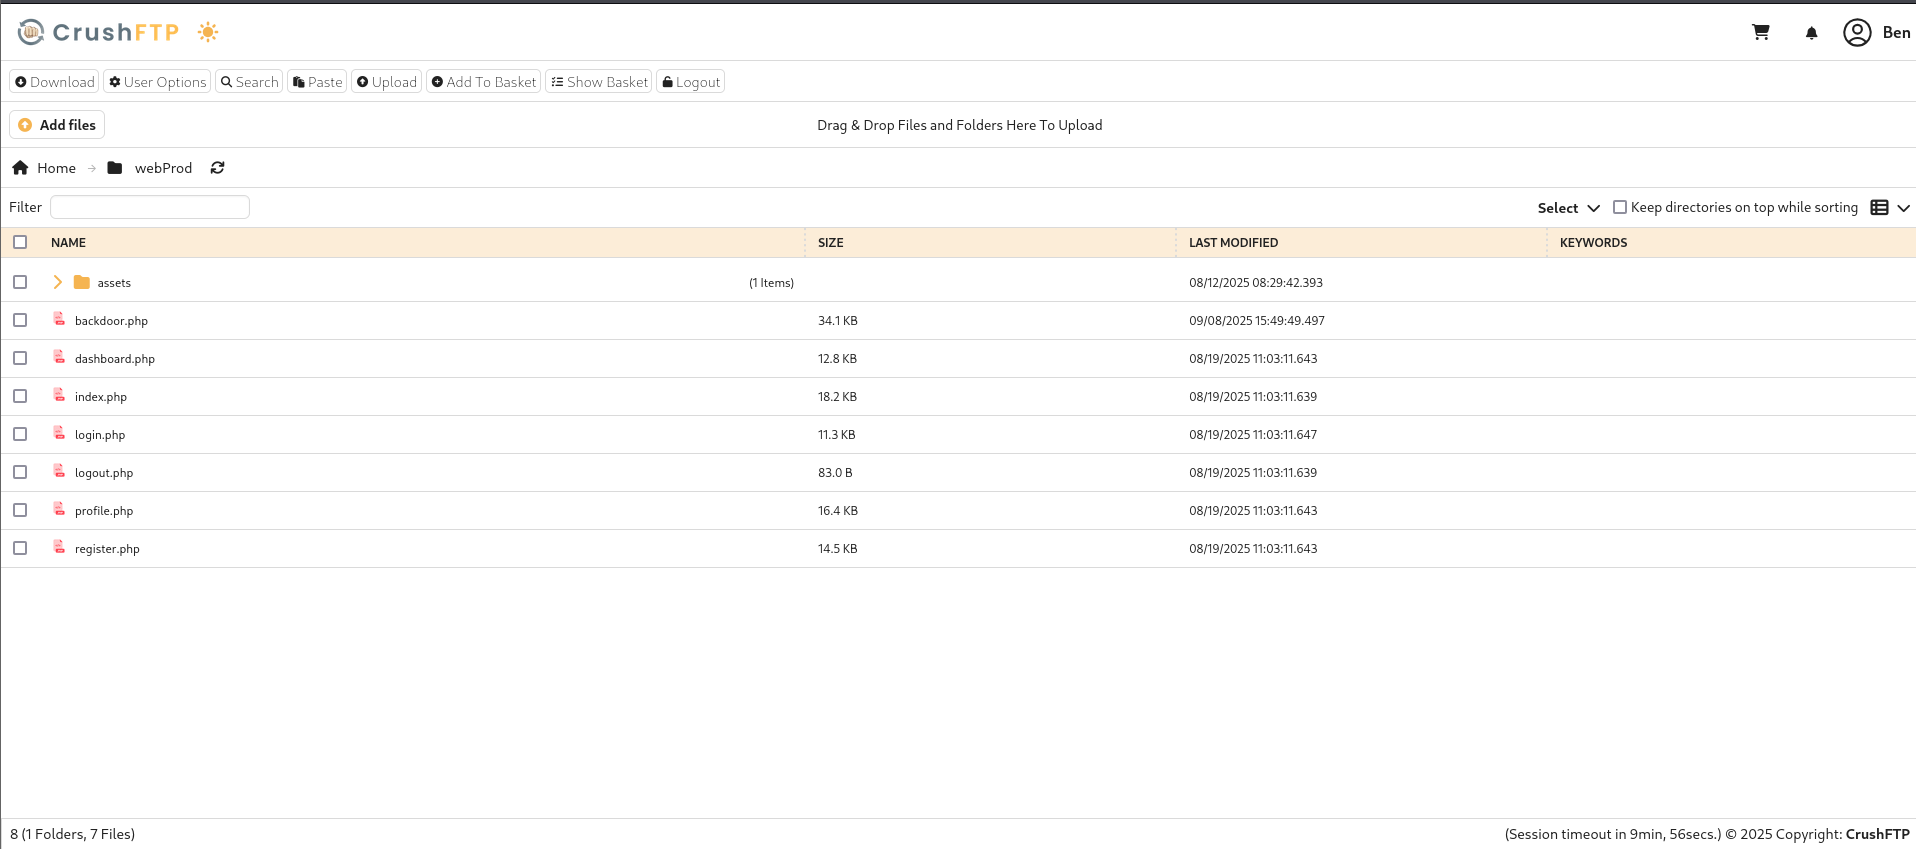 CrushFTP Ben
Download User Options Search Paste Upload Add To Basket Show Basket Logout
Add files Drag & Drop Files and Folders Here To Upload
Home webProd
Filter Select Keep directories on top while sorting
NAME SIZE LAST MODIFIED KEYWORDS
assets (1 Items) 08/12/2025 08:29:42.393
backdoor.php 34.1 KB 09/08/2025 15:49:49.497
dashboard.php 12.8 KB 08/19/2025 11:03:11.643
index.php 18.2 KB 08/19/2025 11:03:11.639
login.php 11.3 KB 08/19/2025 11:03:11.647
logout.php 83.0 B 08/19/2025 11:03:11.639
profile.php 16.4 KB 08/19/2025 11:03:11.643
register.php 14.5 KB 08/19/2025 11:03:11.643
8 (1 Folders, 7 Files) (Session timeout in 9min, 56secs.) © 2025 Copyright: CrushFTP